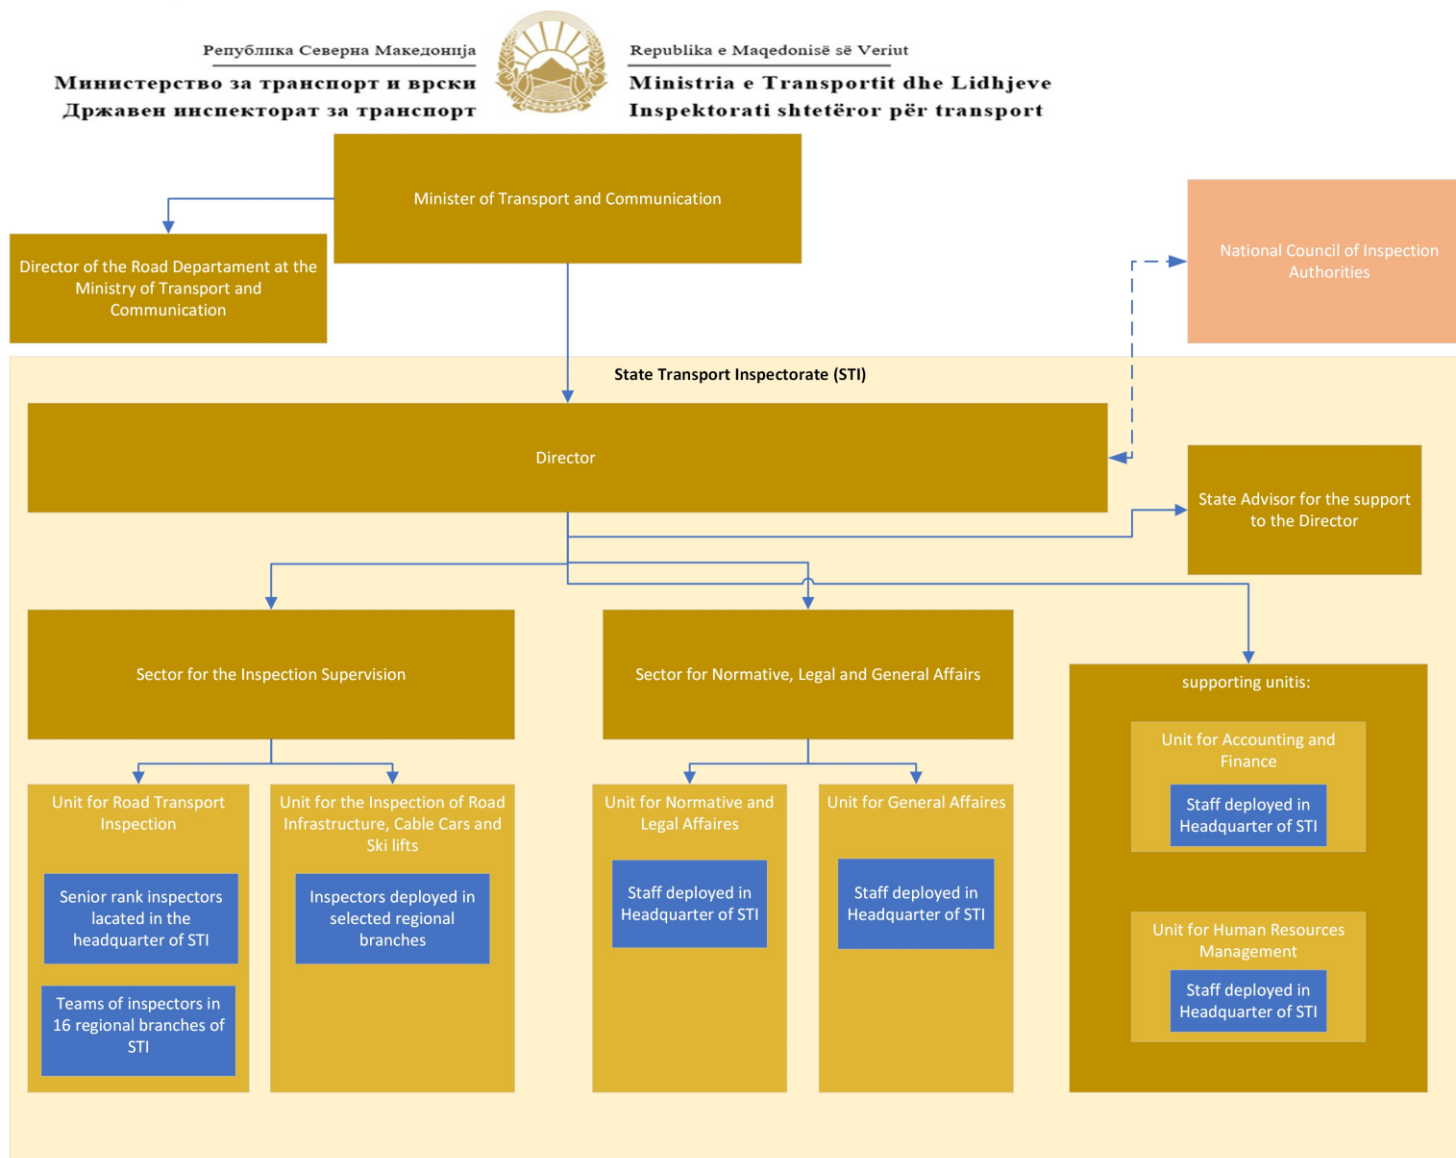 Република Северна Македонија
Министерство за транспорт и врски
Државен инспекторат за транспорт
Republika e Maqedonisë së Veriut
Ministria e Transportit dhe Lidhjeve
Inspektorati shtetëror për transport
Minister of Transport and Communication
Director of the Road Departament at the
Ministry of Transport and
Communication
National Council of Inspection
Authorities
State Transport Inspectorate (STI)
Director
State Advisor for the support
to the Director
Sector for the Inspection Supervision
Sector for Normative, Legal and General Affairs
supporting unitis:
Unit for Road Transport
Inspection
Senior rank inspectors
lacated in the
headquarter of STI
Teams of inspectors in
16 regional branches of
STI
Unit for the Inspection of Road
Infrastructure, Cable Cars and
Ski lifts
Inspectors deployed in
selected regional
branches
Unit for Normative and
Legal Affaires
Staff deployed in
Headquarter of STI
Unit for General Affaires
Staff deployed in
Headquarter of STI
Unit for Accounting and
Finance
Staff deployed in
Headquarter of STI
Unit for Human Resources
Management
Staff deployed in
Headquarter of STI